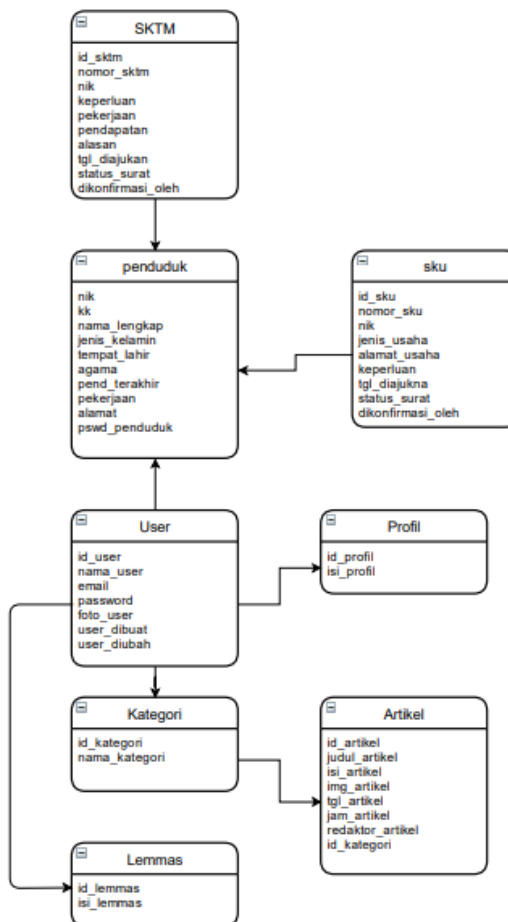 SKTM
id_sktm
nomor_sktm
nik
keperluan
pekerjaan
pendapatan
alasan
tgl_diajukan
status_surat
dikonfirmasi_oleh
penduduk
nik
kk
nama_lengkap
jenis_kelamin
tempat_lahir
agama
pend_terakhir
pekerjaan
alamat
pswd_penduduk
sku
id_sku
nomor_sku
nik
jenis_usaha
alamat_usaha
keperluan
tgl_diajukna
status_surat
dikonfirmasi_oleh
User
id_user
nama_user
email
password
foto_user
user_dibuat
user_diubah
Profil
id_profil
isi_profil
Kategori
id_kategori
nama_kategori
Artikel
id_artikel
judul_artikel
isi_artikel
img_artikel
tgl_artikel
jam_artikel
redaktor_artikel
id_kategori
Lemmas
id_lemmas
isi_lemmas